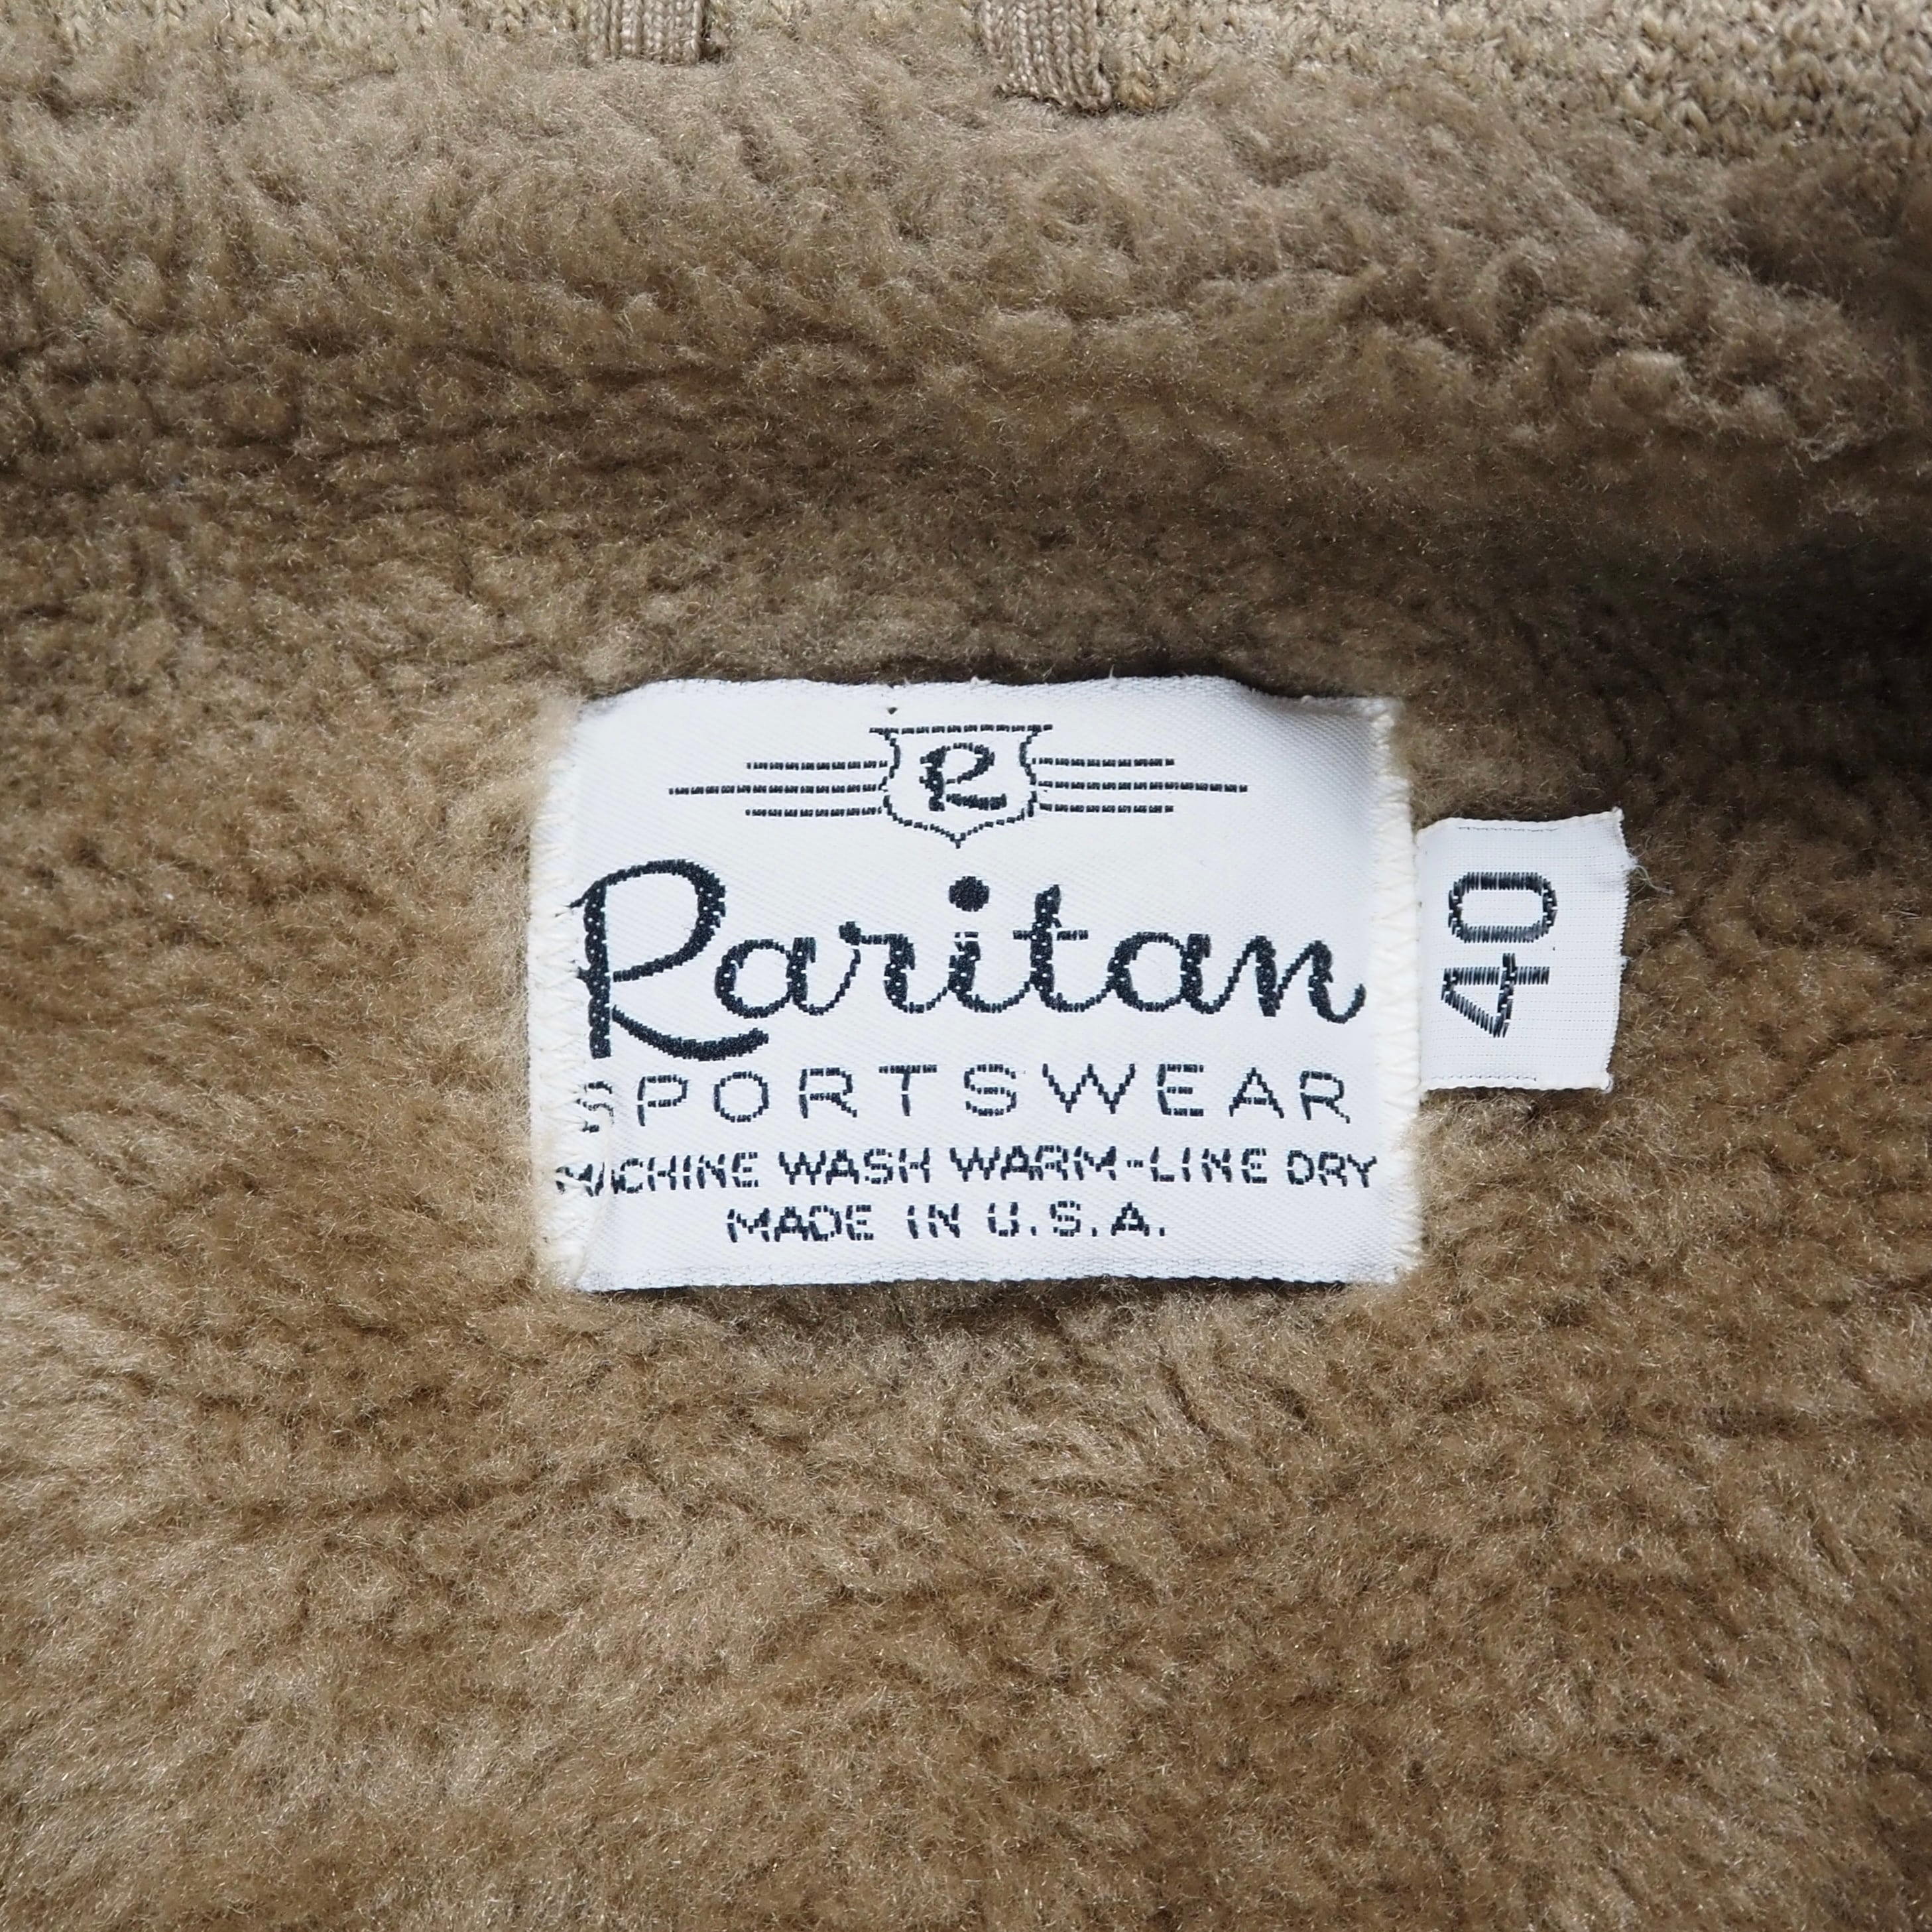 R
Raritan
SPORTSWEAR
MACHINE WASH WARM-LINE DRY
MADE IN U.S.A.
40